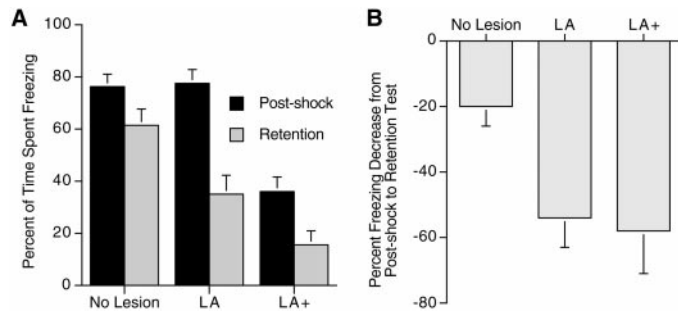 A
Percent of Time Spent Freezing
100
80
60
40
20
0
Post-shock
Retention
No Lesion
LA
LA+
B
Percent Freezing Decrease from
Post-shock to Retention Test
No Lesion
LA
LA+
0
-20
-40
-60
-80